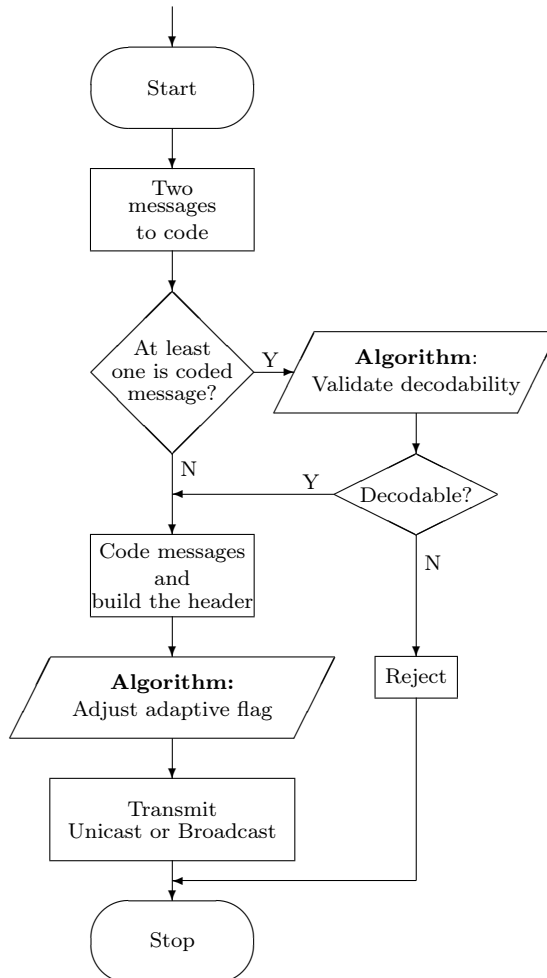 Start
Two
messages
to code
At least
one is coded
message?
Y
Algorithm:
Validate decodability
N
Y
Decodable?
Code messages
and
build the header
N
Algorithm:
Adjust adaptive flag
Reject
Transmit
Unicast or Broadcast
Stop